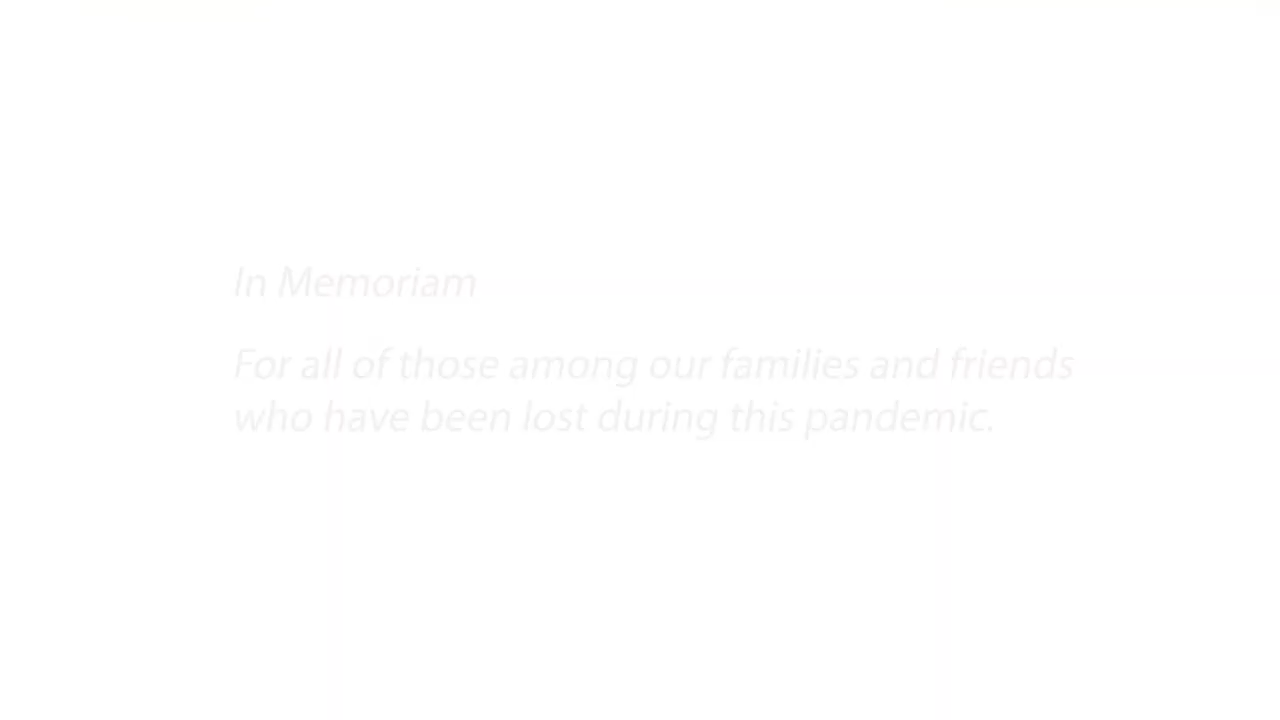 In Memoriam
For all of those among our families and friends
who have been lost during this pandemic.